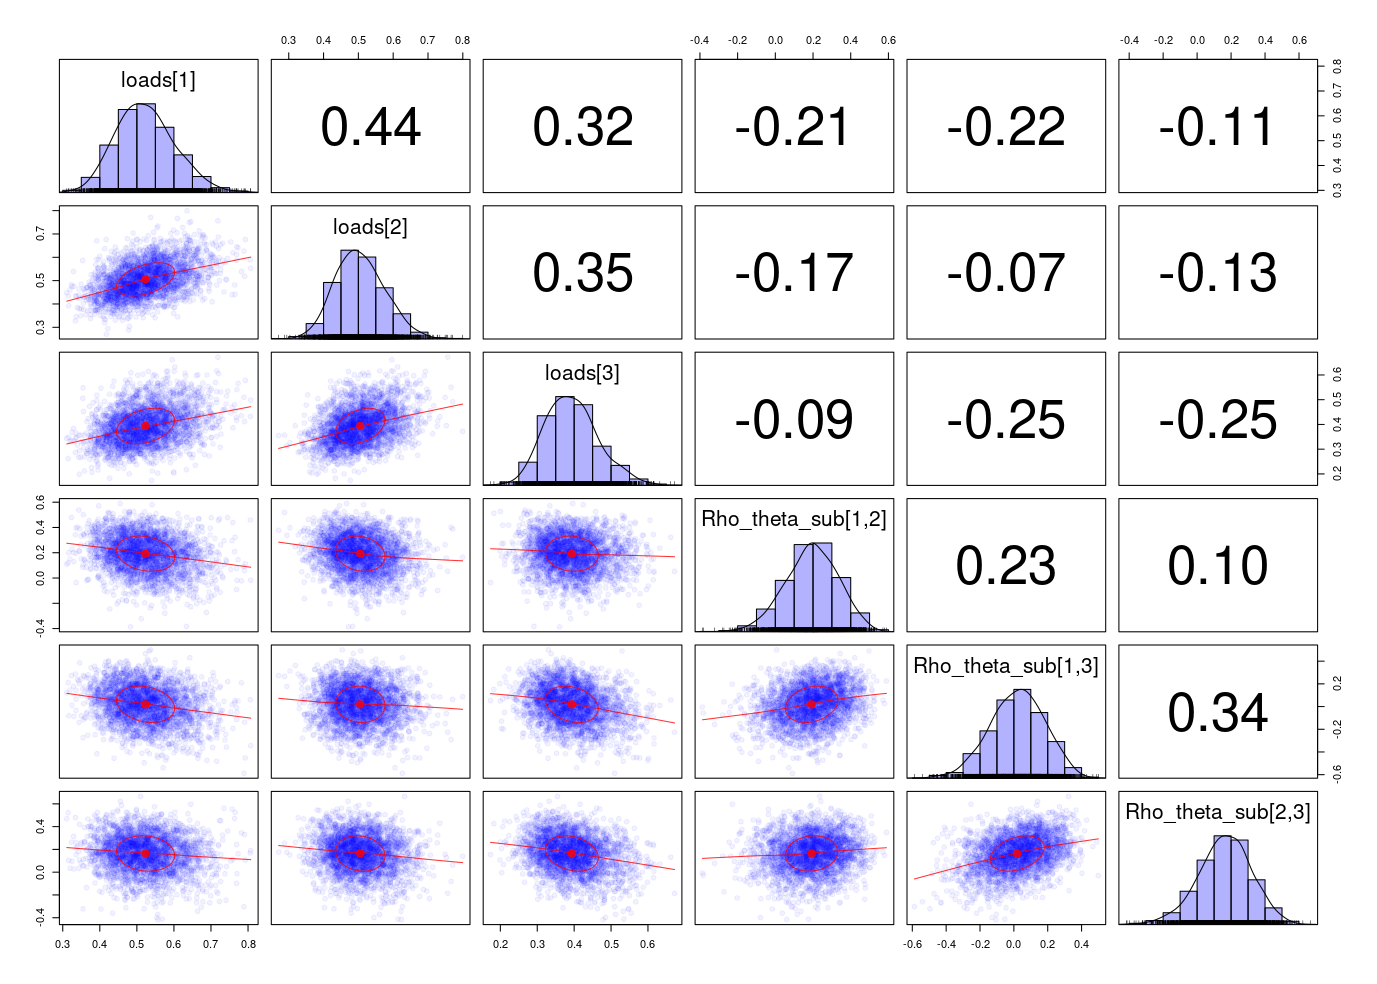 0.3 0.4 0.5 0.6 0.7 0.8 -0.4 0.0 0.2 0.4 0.6 -0.4 0.0 0.2 0.4 0.6
loads[1] 0.44 0.32 -0.21 -0.22 -0.11
0.3 0.4 0.5 0.6 0.7 0.8
0.3 0.5 0.7
loads[2] 0.35 -0.17 -0.07 -0.13
loads[3] -0.09 -0.25 -0.25
0.2 0.3 0.4 0.5 0.6
-0.4 0.0 0.2 0.4 0.6
Rho_theta_sub[1,2] 0.23 0.10
Rho_theta_sub[1,3] 0.34
-0.6 -0.2 0.2
-0.4 0.0 0.4
Rho_theta_sub[2,3]
0.3 0.4 0.5 0.6 0.7 0.8 0.2 0.3 0.4 0.5 0.6 -0.6 -0.2 0.0 0.2 0.4